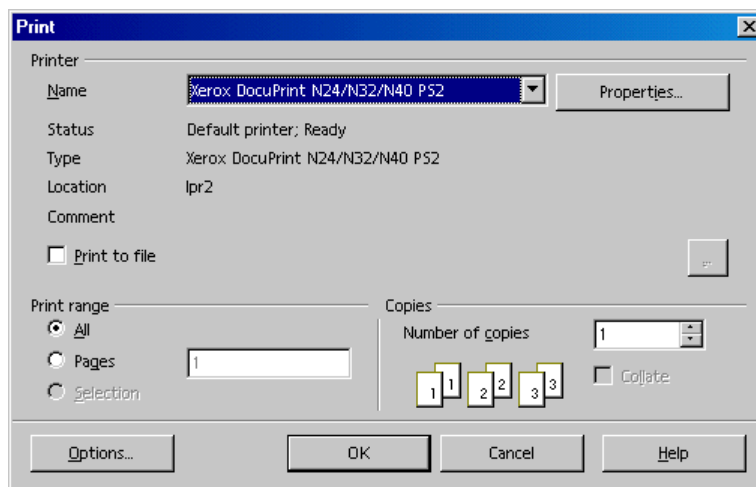 Print
Printer
Name Xerox DocuPrint N24/N32/N40 PS2 Properties...
Status Default printer; Ready
Type Xerox DocuPrint N24/N32/N40 PS2
Location lpr2
Comment
Print to file ...
Print range Copies
All Number of copies 1
Pages 1
1 1 2 2 3 3 Collate
Selection
Options... OK Cancel Help